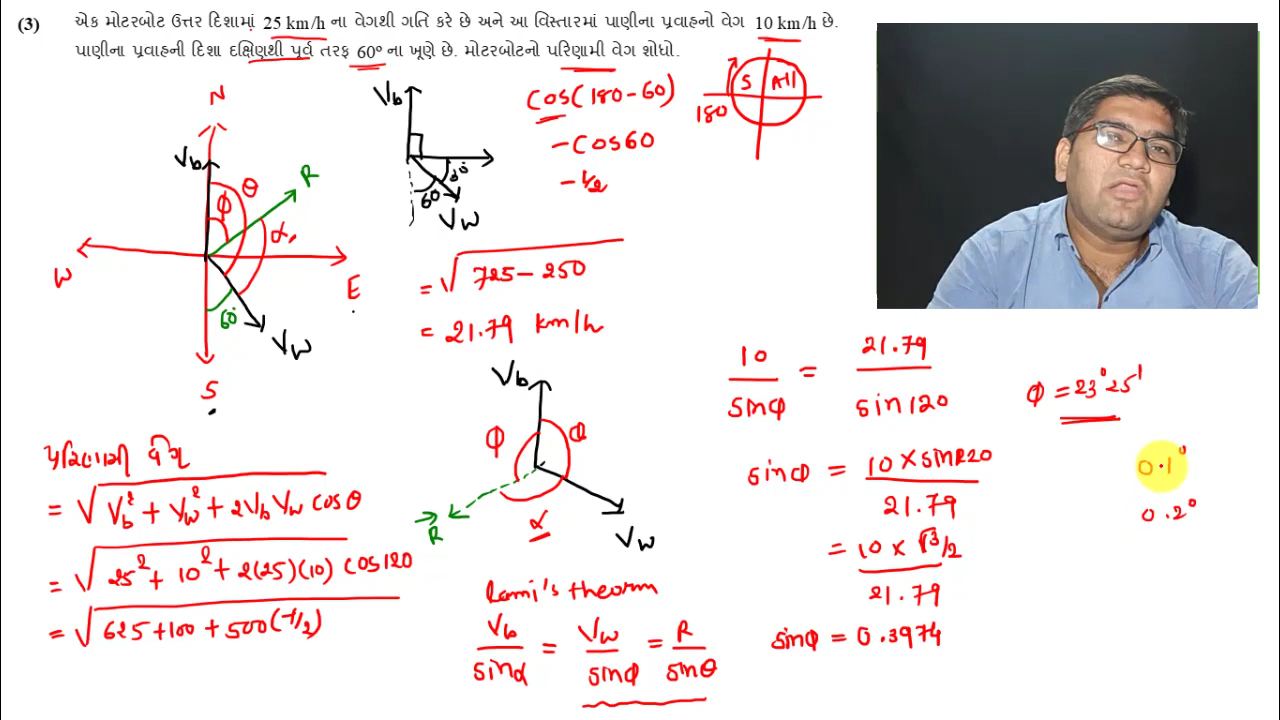 (3) એક મોટરબોટ ઉત્તર દિશામાં 25 km/h ના વેગથી ગતિ કરે છે અને આ વિસ્તારમાં પાણીના પ્રવાહનો વેગ 10 km/h છે.
પાણીના પ્રવાહની દિશા દક્ષિણથી પૂર્વ તરફ 60° ના ખૂણે છે. મોટરબોટનો પરિણામી વેગ શોધો.
N
Vb
θ
R
ϕ
α
W
E
60°
Vw
S
Vb
60
Vw
cos(180-60)
-cos60
-1/2
S
All
180
= √725-250
= 21.79 km/h
પરિણામી વેગ
= √Vb²+Vw²+2VbVw cosθ
= √25²+10²+2(25)(10) cos120
= √625+100+500(-1/2)
Vb
ϕ
θ
R
α
Vw
Lami's theorm
Vb/sinα = Vw/sinϕ = R/sinθ
10/sinϕ = 21.79/sin120
sinϕ = 10×sin120/21.79
= 10×√3/2/21.79
sinϕ = 0.3974
ϕ = 23°25'
0.1°
0.2°